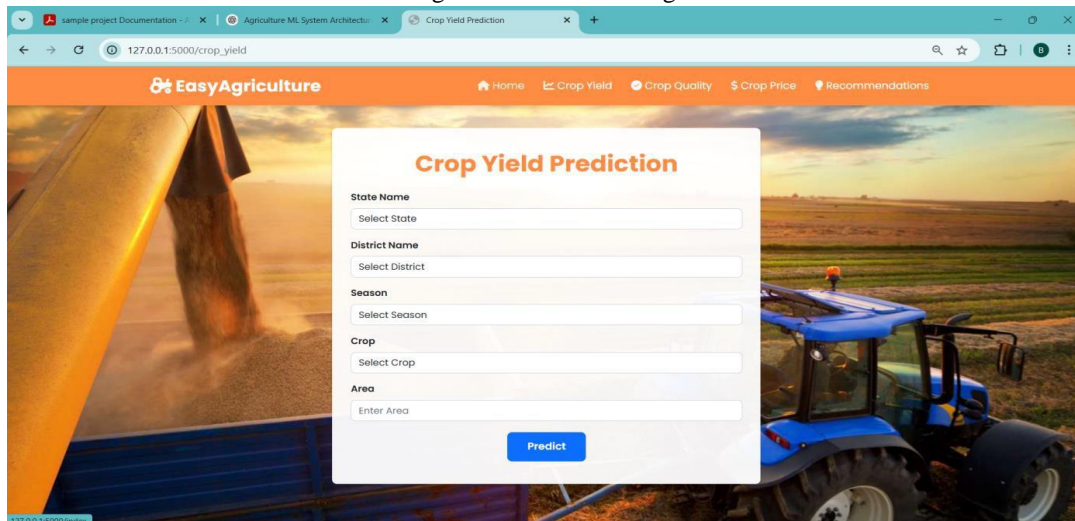 sample project Documentation - A
Agriculture ML System Architectur
Crop Yield Prediction
127.0.0.1:5000/crop_yield
B
EasyAgriculture
Home Crop Yield Crop Quality $ Crop Price Recommendations
Crop Yield Prediction
State Name
Select State
District Name
Select District
Season
Select Season
Crop
Select Crop
Area
Enter Area
Predict